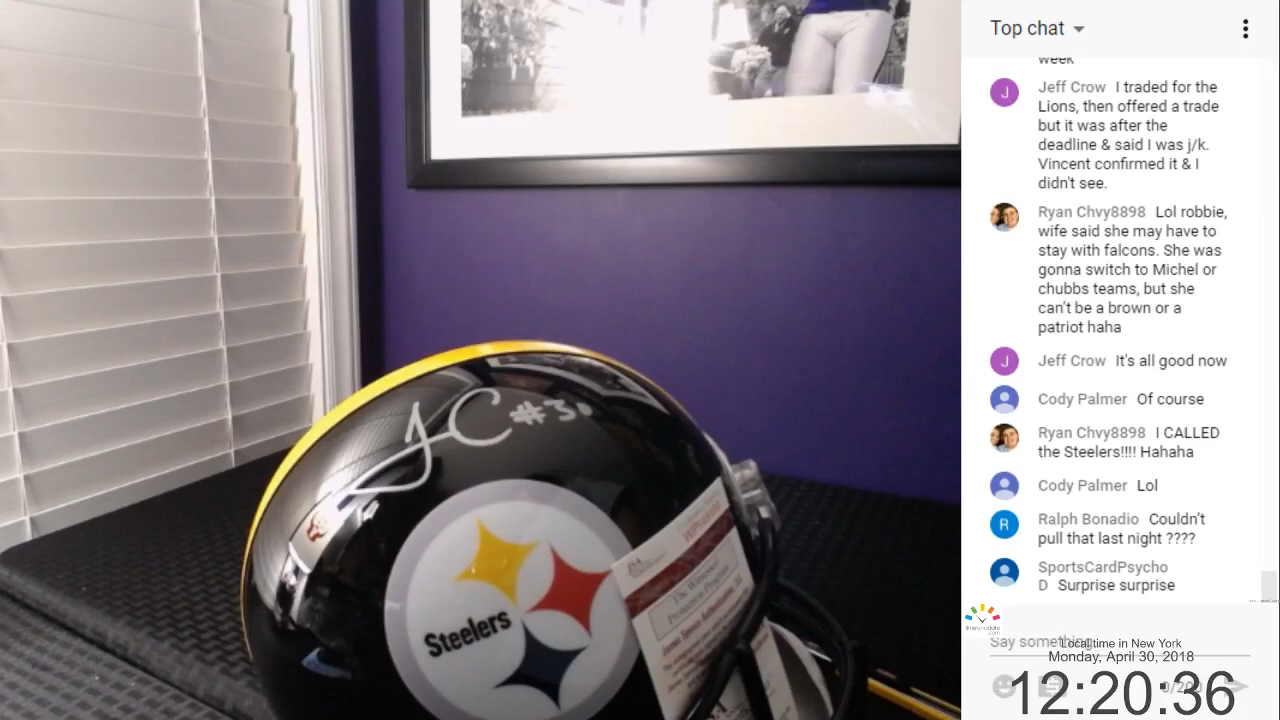 Top chat
week
Jeff Crow I traded for the
Lions, then offered a trade
but it was after the
deadline & said I was j/k.
Vincent confirmed it & I
didn't see.
Ryan Chvy8898 Lol robbie,
wife said she may have to
stay with falcons. She was
gonna switch to Michel or
chubbs teams, but she
can't be a brown or a
patriot haha
Jeff Crow It's all good now
Cody Palmer Of course
Ryan Chvy8898 I CALLED
the Steelers!!!! Hahaha
Cody Palmer Lol
Ralph Bonadio Couldn't
pull that last night ????
SportsCardPsycho
D Surprise surprise
Say something...
Local time in New York
Monday, April 30, 2018
12:20:36
JC #30
Steelers